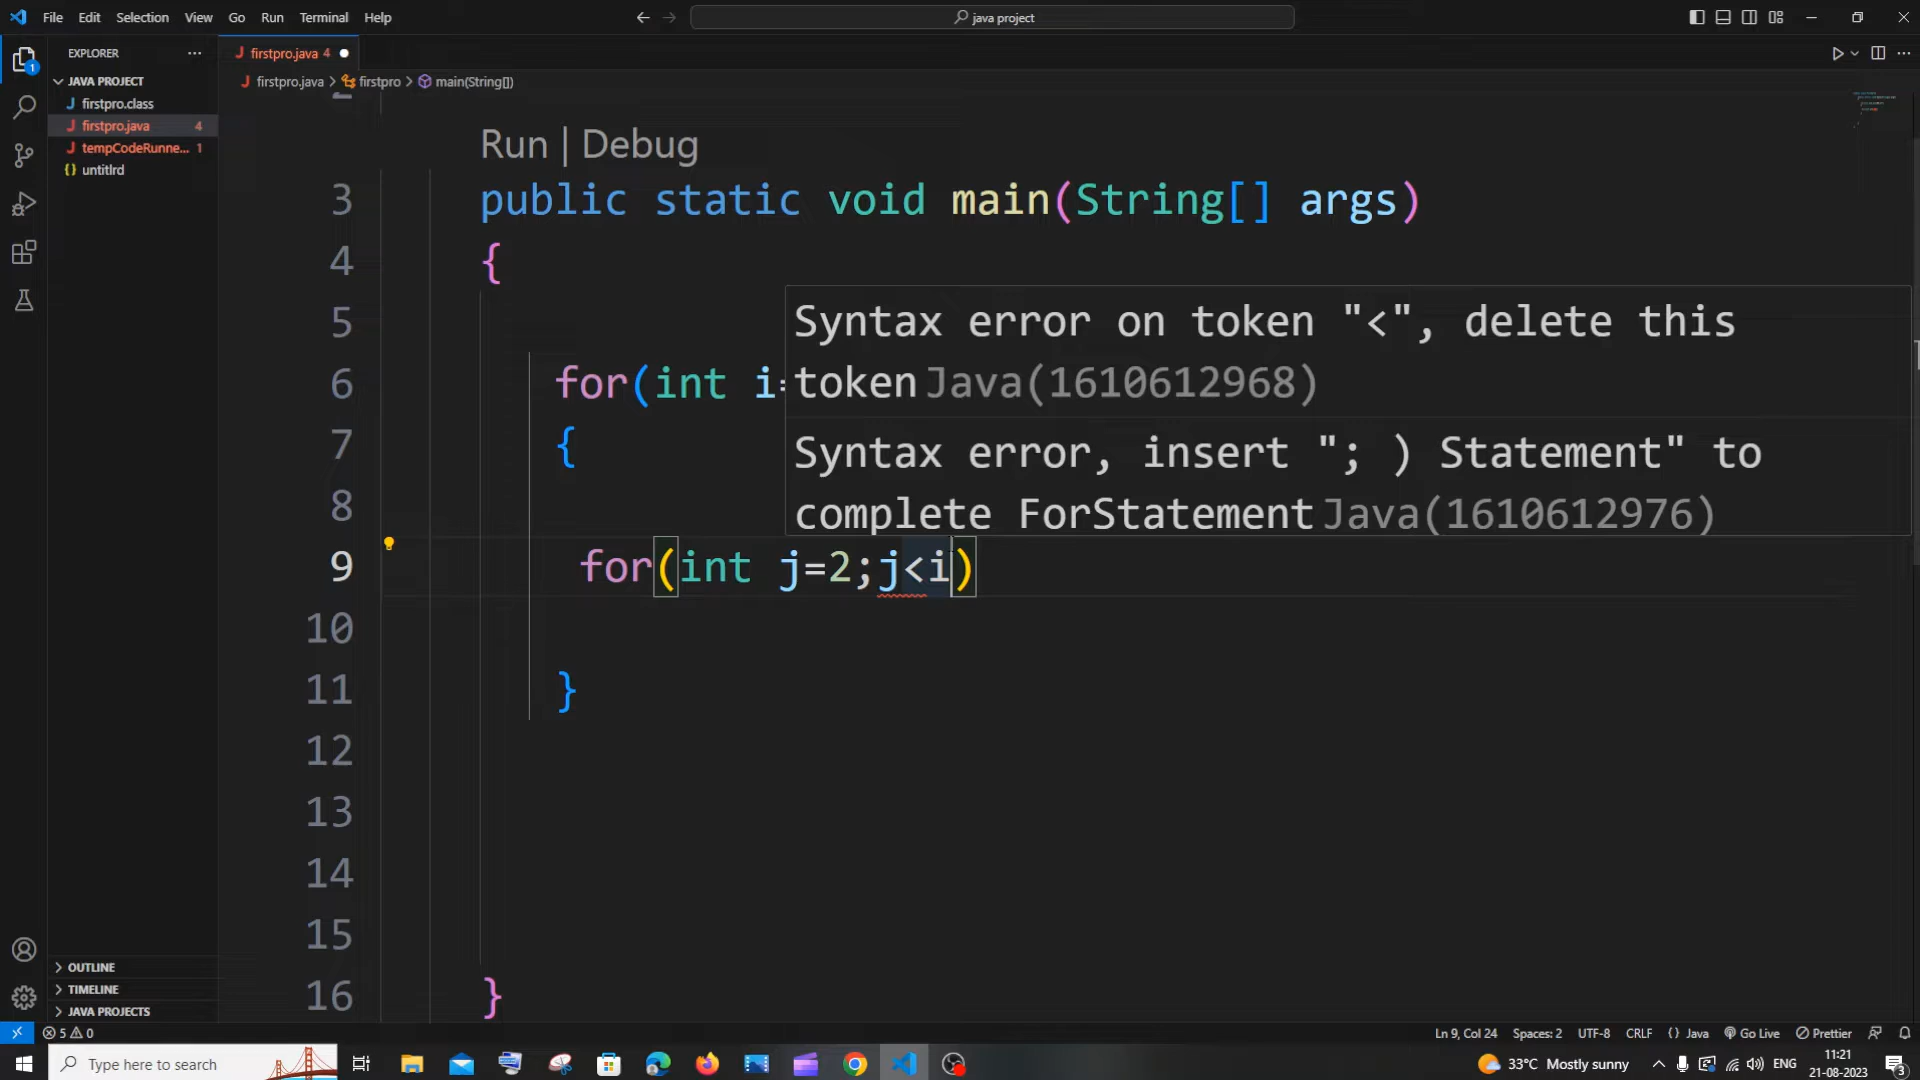 File Edit Selection View Go Run Terminal Help
java project
EXPLORER
JAVA PROJECT
firstpro.class
firstpro.java 4
tempCodeRunne... 1
untitlrd
firstpro.java 4
firstpro.java > firstpro > main(String[])
Run | Debug
3 public static void main(String[] args)
4 {
5
6 for(int i=
7 {
8
9 for(int j=2;j<i)
10
11 }
12
13
14
15
16 }
Syntax error on token "<", delete this
token Java(1610612968)
Syntax error, insert "; ) Statement" to
complete ForStatement Java(1610612976)
OUTLINE
TIMELINE
JAVA PROJECTS
5 0
Ln 9, Col 24 Spaces: 2 UTF-8 CRLF {} Java Go Live Prettier
Type here to search
33°C Mostly sunny
ENG
11:21
21-08-2023
3
1